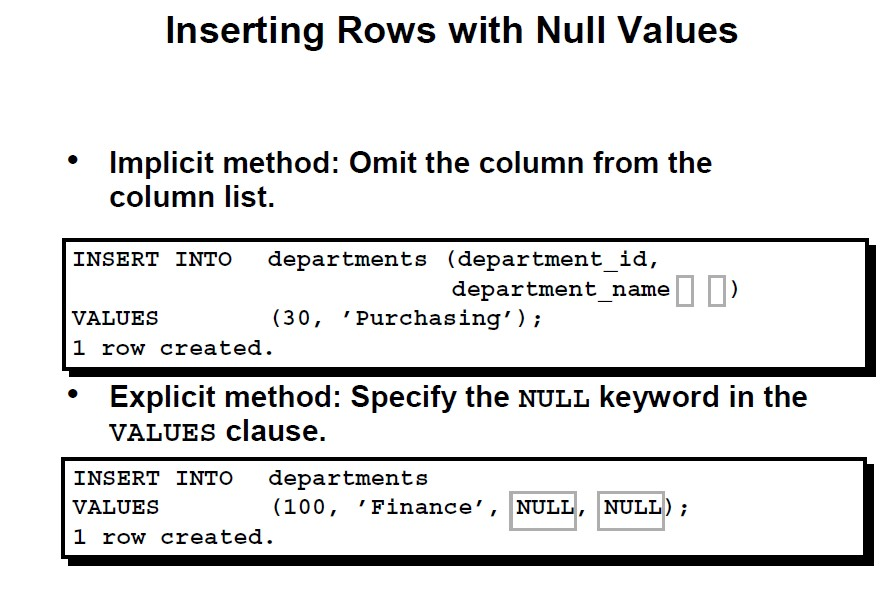 Inserting Rows with Null Values
• Implicit method: Omit the column from the
column list.
INSERT INTO departments (department_id,
department_name )
VALUES (30, ’Purchasing’);
1 row created.
• Explicit method: Specify the NULL keyword in the
VALUES clause.
INSERT INTO departments
VALUES (100, ’Finance’, NULL, NULL);
1 row created.